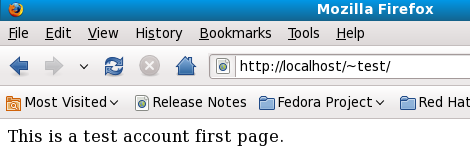 Mozilla Firefox
File Edit View History Bookmarks Tools Help
http://localhost/~test/
Most Visited Release Notes Fedora Project Red Hat
This is a test account first page.